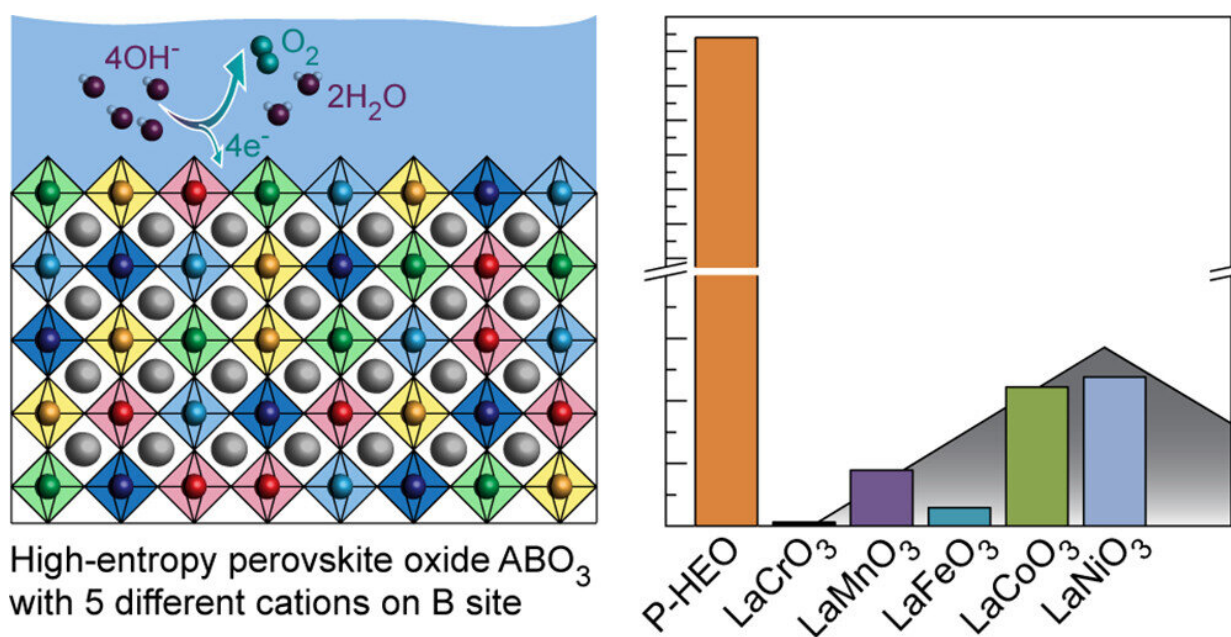 4OH⁻
O₂
2H₂O
4e⁻
High-entropy perovskite oxide ABO₃
with 5 different cations on B site
P-HEO
LaCrO₃
LaMnO₃
LaFeO₃
LaCoO₃
LaNiO₃